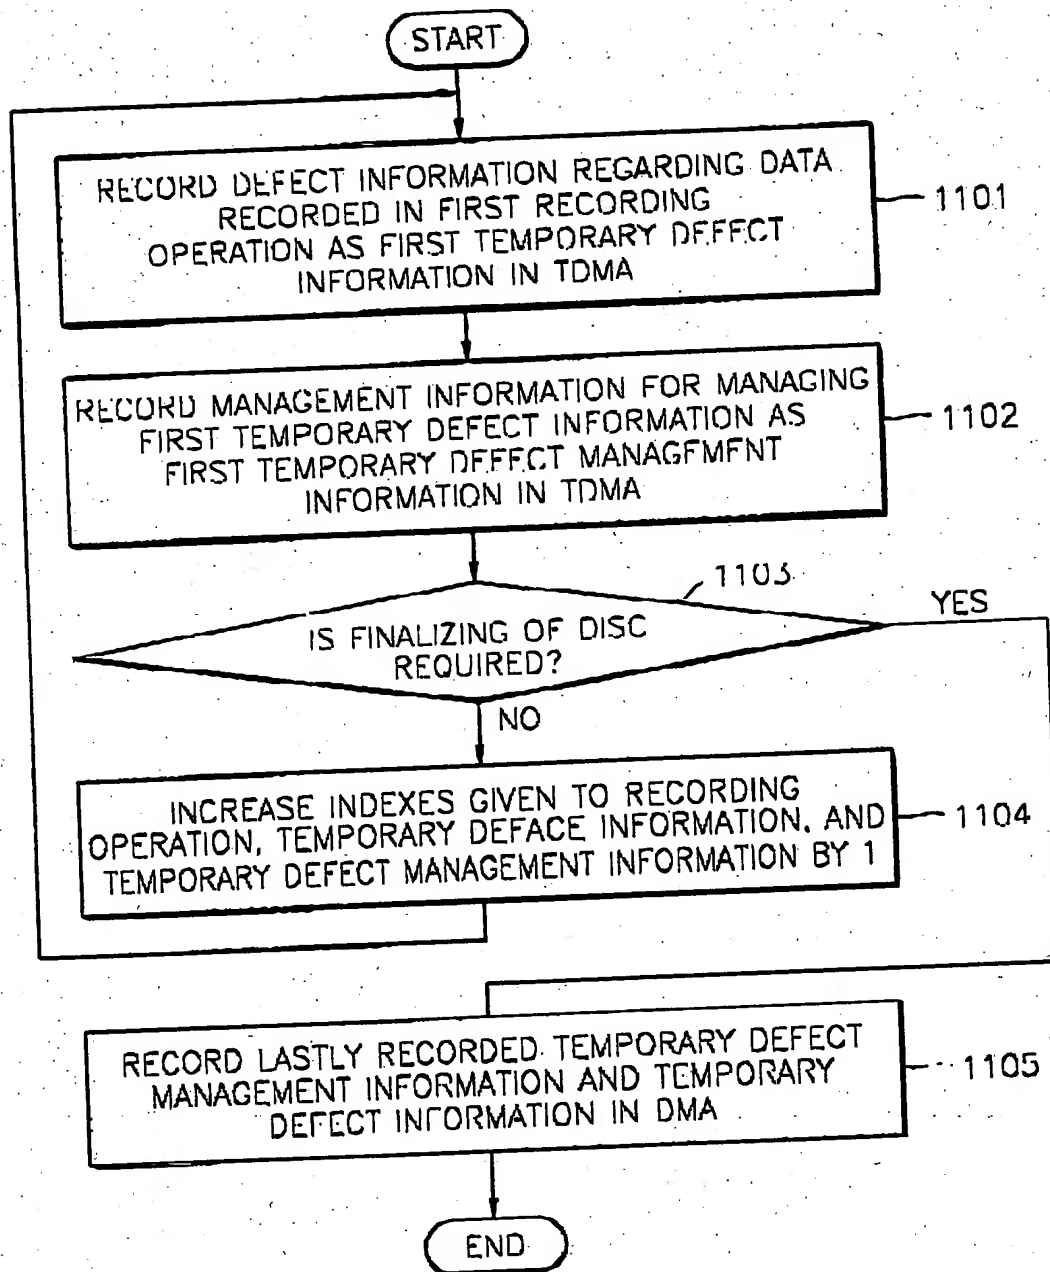 START
RECORD DEFECT INFORMATION REGARDING DATA
RECORDED IN FIRST RECORDING
OPERATION AS FIRST TEMPORARY DEFECT
INFORMATION IN TDMA
1101
RECORD MANAGEMENT INFORMATION FOR MANAGING
FIRST TEMPORARY DEFECT INFORMATION AS
FIRST TEMPORARY DEFECT MANAGEMENT
INFORMATION IN TDMA
1102
1103
IS FINALIZING OF DISC
REQUIRED?
YES
NO
INCREASE INDEXES GIVEN TO RECORDING
OPERATION, TEMPORARY DEFACE INFORMATION, AND
TEMPORARY DEFECT MANAGEMENT INFORMATION BY 1
1104
RECORD LASTLY RECORDED TEMPORARY DEFECT
MANAGEMENT INFORMATION AND TEMPORARY
DEFECT INFORMATION IN DMA
1105
END